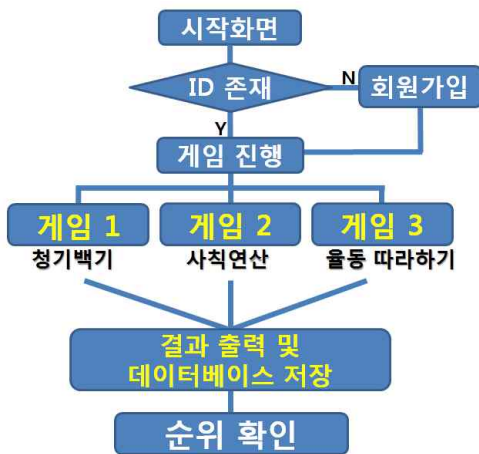 시작화면
ID 존재
N
회원가입
Y
게임 진행
게임 1
게임 2
게임 3
청기백기
사칙연산
율동 따라하기
결과 출력 및
데이터베이스 저장
순위 확인